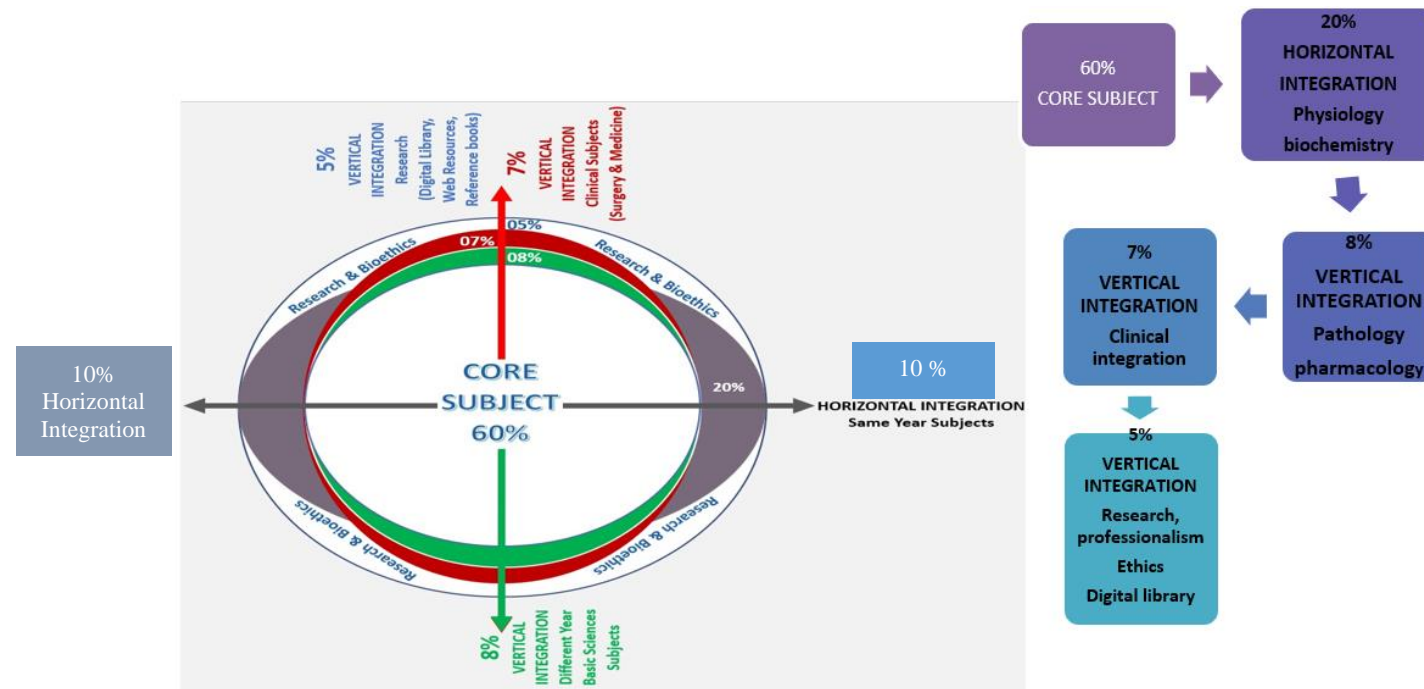 5%
VERTICAL
INTEGRATION
Research
(Digital Library,
Web Resources,
Reference books)
7%
VERTICAL
INTEGRATION
Clinical Subjects
(Surgery & Medicine)
05%
07%
08%
Research & Bioethics
Research & Bioethics
10%
Horizontal
Integration
CORE
SUBJECT
60%
20%
10 %
HORIZONTAL INTEGRATION
Same Year Subjects
Research & Bioethics
Research & Bioethics
8%
VERTICAL
INTEGRATION
Different Year
Basic Sciences
Subjects
60%
CORE SUBJECT
20%
HORIZONTAL
INTEGRATION
Physiology
biochemistry
8%
VERTICAL
INTEGRATION
Pathology
pharmacology
7%
VERTICAL
INTEGRATION
Clinical
integration
5%
VERTICAL
INTEGRATION
Research,
professionalism
Ethics
Digital library